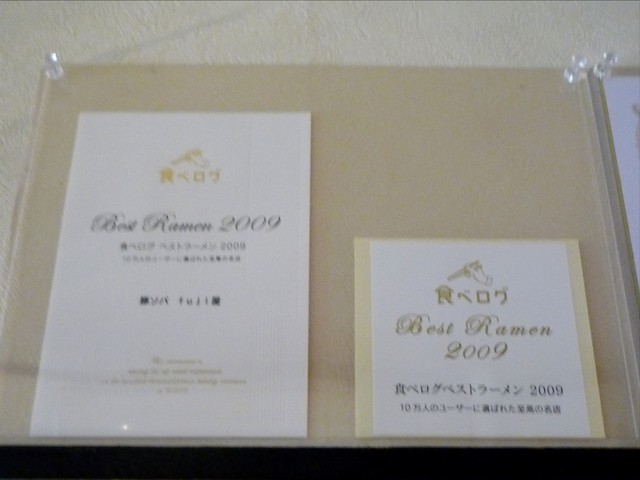 食べログ
Best Ramen 2009
食べログ ベストラーメン 2009
10万人のユーザーに選ばれた至高の名店
麺ソバ fuji屋
食べログ
Best Ramen
2009
食べログベストラーメン 2009
10万人のユーザーに選ばれた至高の名店